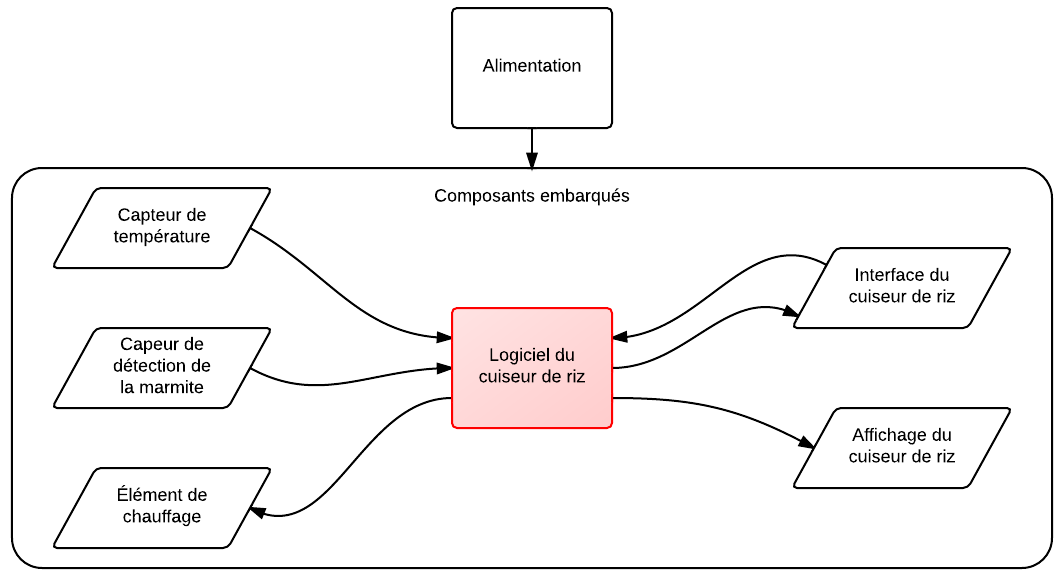 Alimentation
Composants embarqués
Capteur de
température
Capeur de
détection de
la marmite
Élément de
chauffage
Logiciel du
cuiseur de riz
Interface du
cuiseur de riz
Affichage du
cuiseur de riz